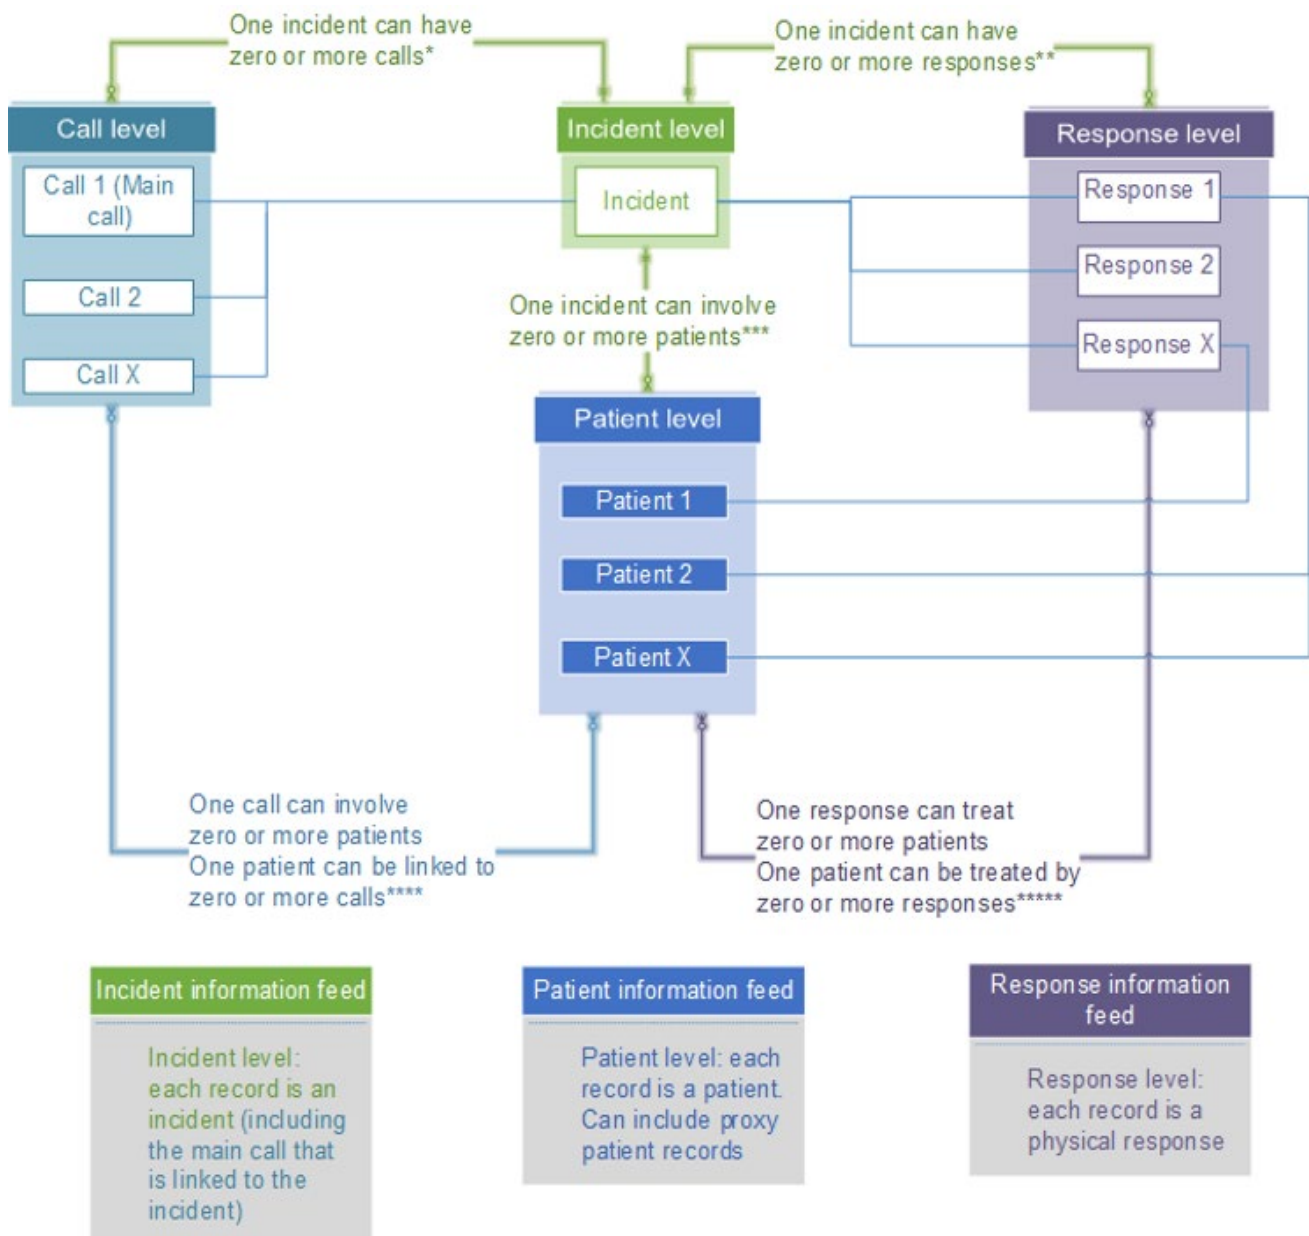 One incident can have
zero or more calls*
One incident can have
zero or more responses**
Call level
Incident level
Response level
Call 1 (Main
call)
Call 2
Call X
Incident
Response 1
Response 2
Response X
One incident can involve
zero or more patients***
Patient level
Patient 1
Patient 2
Patient X
One call can involve
zero or more patients
One patient can be linked to
zero or more calls****
One response can treat
zero or more patients
One patient can be treated by
zero or more responses*****
Incident information feed
Incident level:
each record is an
incident (including
the main call that
is linked to the
incident)
Patient information feed
Patient level: each
record is a patient.
Can include proxy
patient records
Response information
feed
Response level:
each record is a
physical response